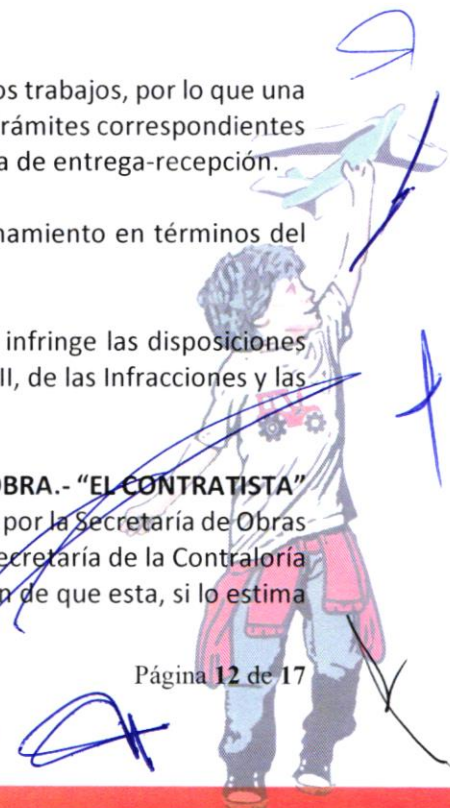 os trabajos, por lo que una
rámites correspondientes
a de entrega-recepción.
namiento en términos del
infringe las disposiciones
II, de las Infracciones y las
BRA.- “EL CONTRATISTA”
por la Secretaría de Obras
ecretaría de la Contraloría
n de que esta, si lo estima
Página 12 de 17